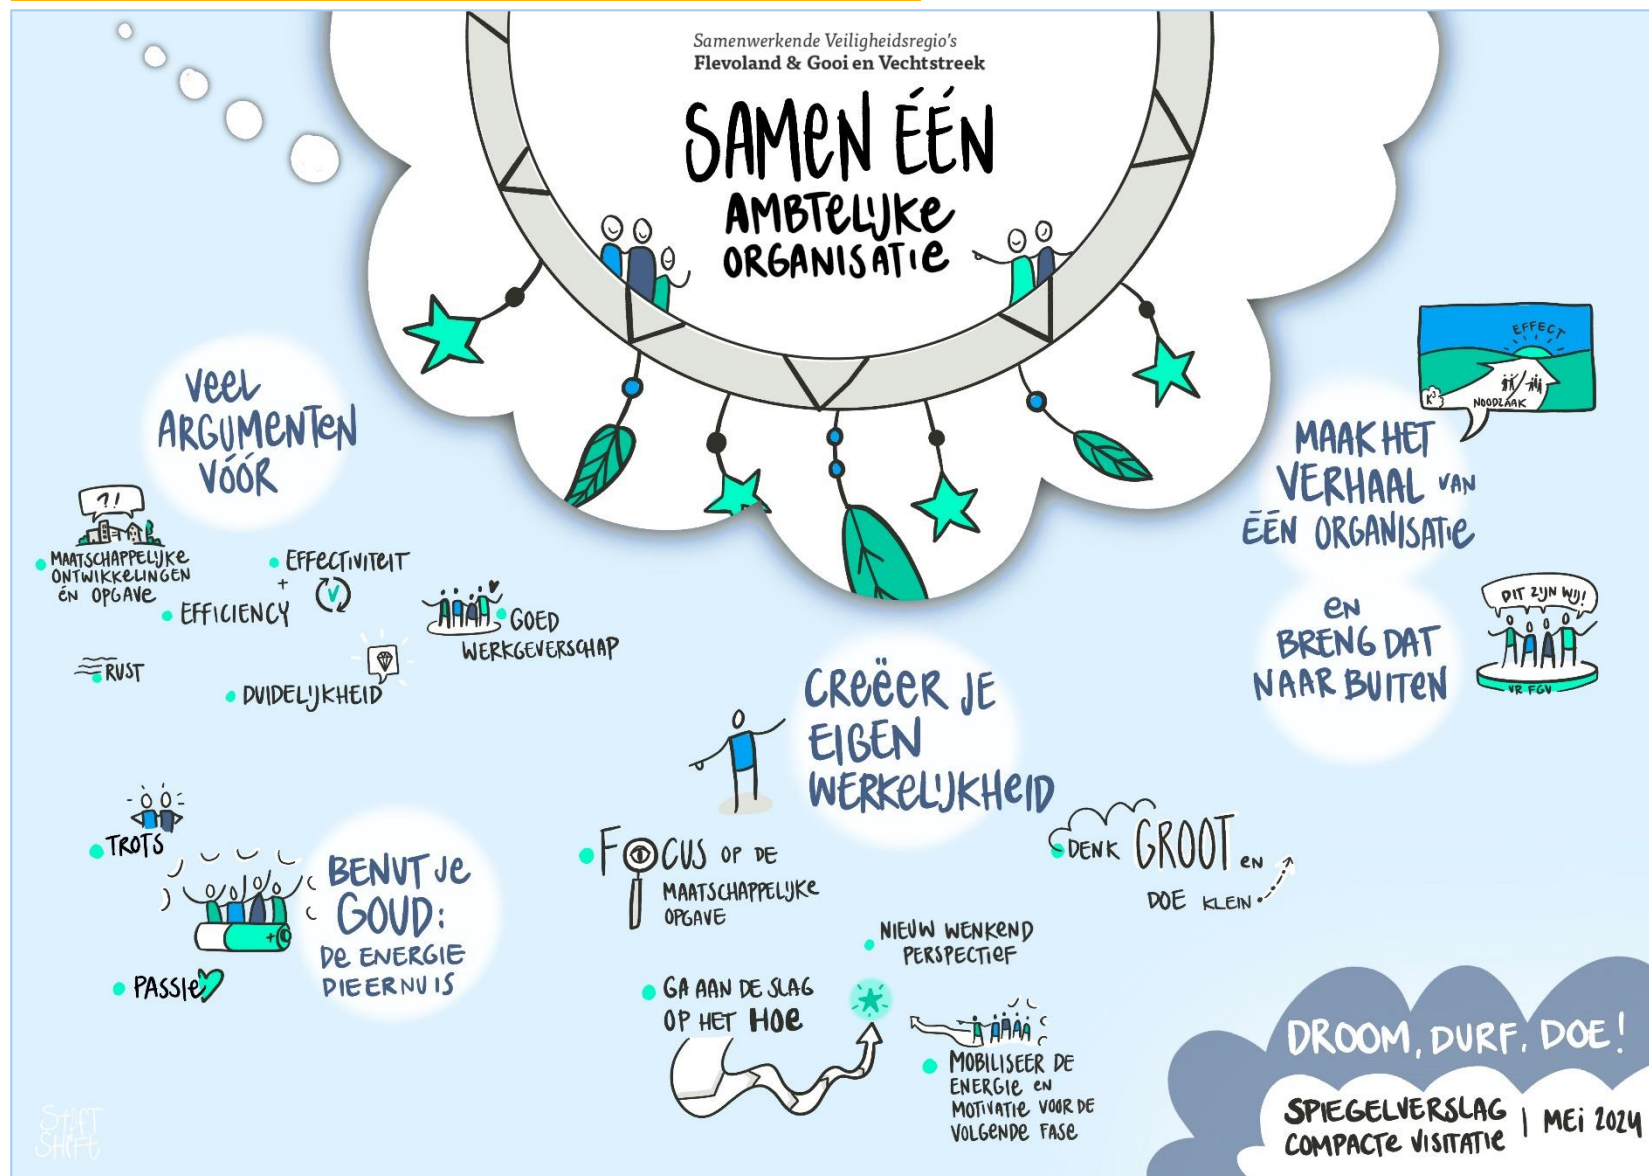 Samenwerkende Veiligheidsregio's
Flevoland & Gooi en Vechtstreek
SAMEN ÉÉN
AMBTELIJKE
ORGANISATIE
VEEL
ARGUMENTEN
VÓÓR
?!
MAATSCHAPPELIJKE
ONTWIKKELINGEN
ÉN OPGAVE
EFFECTIVITEIT
+
EFFICIENCY
GOED
WERKGEVERSCHAP
RUST
DUIDELIJKHEID
TROTS
PASSIE
BENUT JE
GOUD:
DE ENERGIE
DIE ER NU IS
CREËER JE
EIGEN
WERKELIJKHEID
FOCUS OP DE
MAATSCHAPPELIJKE
OPGAVE
DENK GROOT EN
DOE KLEIN
NIEUW WENKEND
PERSPECTIEF
GA AAN DE SLAG
OP HET HOE
MOBILISEER DE
ENERGIE EN
MOTIVATIE VOOR DE
VOLGENDE FASE
EFFECT
NOODZAAK
MAAK HET
VERHAAL VAN
ÉÉN ORGANISATIE
EN
BRENG DAT
NAAR BUITEN
DIT ZIJN WIJ!
VR FGV
DROOM, DURF, DOE!
SPIEGELVERSLAG
COMPACTE VISITATIE | MEI 2024
STIFT
SHIFT